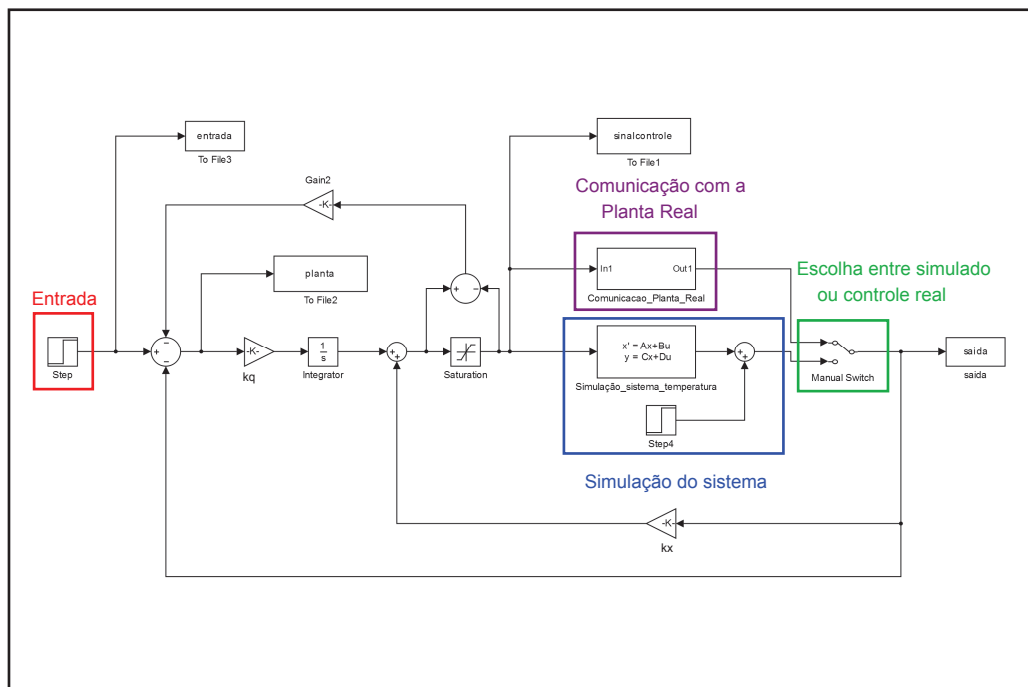 entrada
To File3
sinalcontrole
To File1
Gain2
-K-
Comunicação com a
Planta Real
planta
To File2
In1
Out1
Comunicacao_Planta_Real
Escolha entre simulado
ou controle real
Entrada
Step
-K-
kq
1
s
Integrator
Saturation
x' = Ax+Bu
y = Cx+Du
Simulação_sistema_temperatura
Step4
Manual Switch
saida
saida
Simulação do sistema
-K-
kx